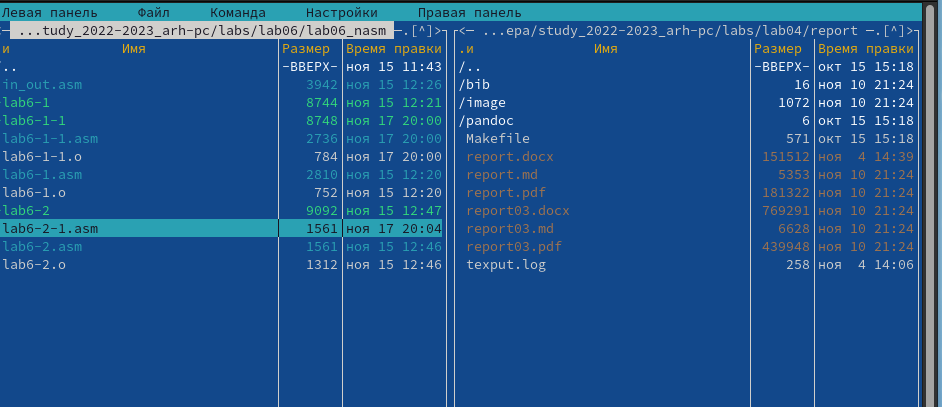 Левая панель Файл Команда Настройки Правая панель
...tudy_2022-2023_arh-pc/labs/lab06/lab06_nasm —.[^]>
<— ...epa/study_2022-2023_arh-pc/labs/lab04/report —.[^]>
и Имя Размер Время правки
.и Имя Размер Время правки
/.. -ВВЕРХ- ноя 15 11:43
/.. -ВВЕРХ- окт 15 15:18
in_out.asm 3942 ноя 15 12:26
/bib 16 ноя 10 21:24
lab6-1 8744 ноя 15 12:21
/image 1072 ноя 10 21:24
lab6-1-1 8748 ноя 17 20:00
/pandoc 6 окт 15 15:18
lab6-1-1.asm 2736 ноя 17 20:00
Makefile 571 окт 15 15:18
lab6-1-1.o 784 ноя 17 20:00
report.docx 151512 ноя 4 14:39
lab6-1.asm 2810 ноя 15 12:20
report.md 5353 ноя 10 21:24
lab6-1.o 752 ноя 15 12:20
report.pdf 181322 ноя 10 21:24
lab6-2 9092 ноя 15 12:47
report03.docx 769291 ноя 10 21:24
lab6-2-1.asm 1561 ноя 17 20:04
report03.md 6628 ноя 10 21:24
lab6-2.asm 1561 ноя 15 12:46
report03.pdf 439948 ноя 10 21:24
lab6-2.o 1312 ноя 15 12:46
texput.log 258 ноя 4 14:06